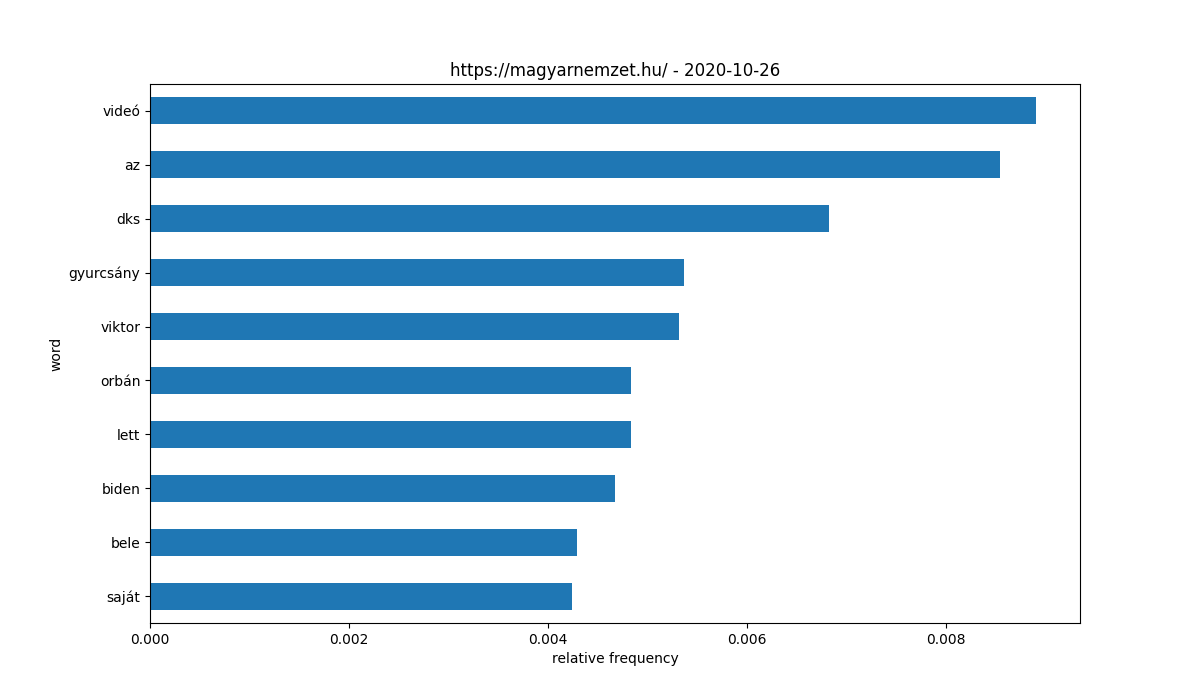 https://magyarnemzet.hu/ - 2020-10-26
videó
az
dks
gyurcsány
viktor
orbán
lett
biden
bele
saját
word
0.000 0.002 0.004 0.006 0.008
relative frequency